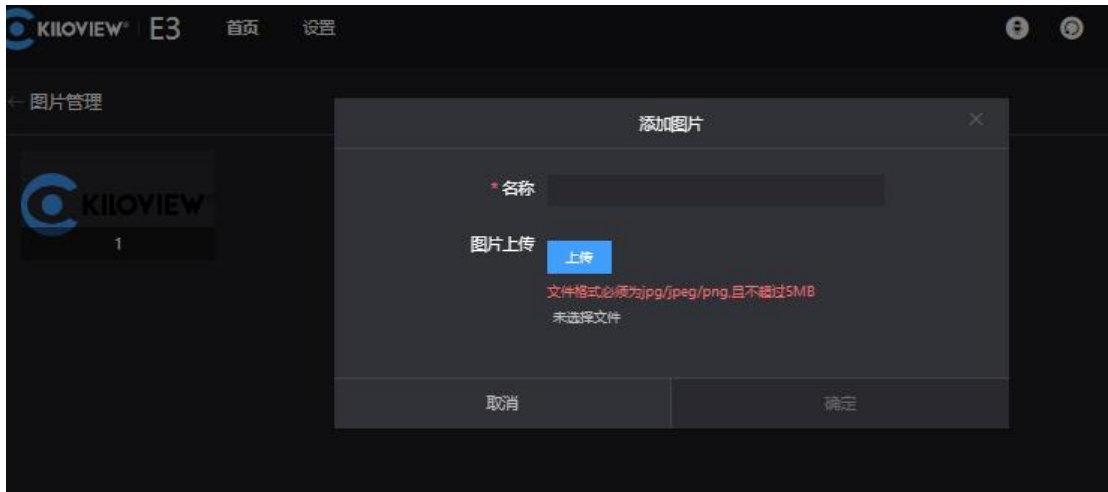 KILOVIEW® E3 首页 设置
← 图片管理
添加图片 ×
* 名称
KILOVIEW
1
图片上传 上传
文件格式必须为jpg/jpeg/png,且不超过5MB
未选择文件
取消 确定